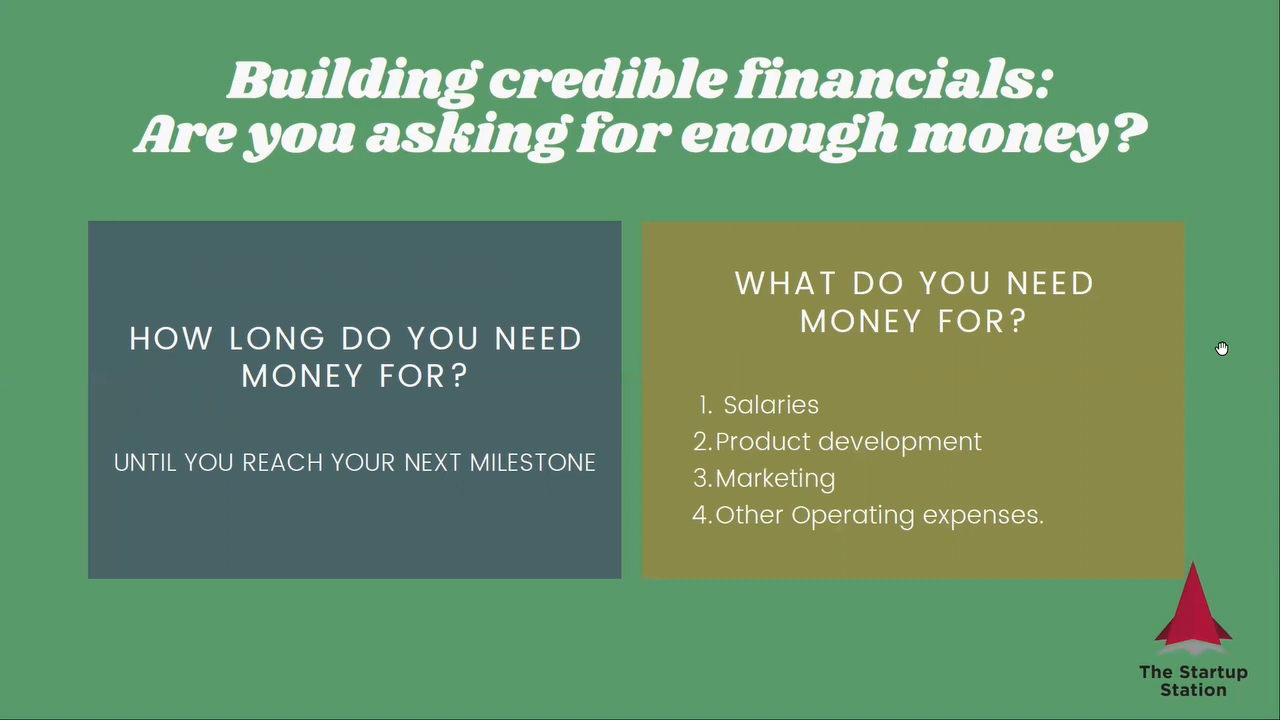 Building credible financials:
Are you asking for enough money?
HOW LONG DO YOU NEED
MONEY FOR?
UNTIL YOU REACH YOUR NEXT MILESTONE
WHAT DO YOU NEED
MONEY FOR?
1. Salaries
2. Product development
3. Marketing
4. Other Operating expenses.
The Startup
Station